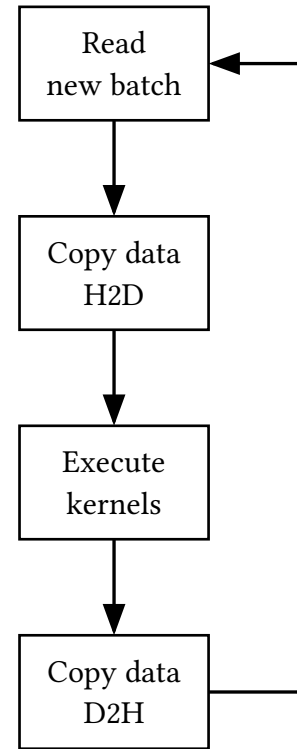 Read
new batch
Copy data
H2D
Execute
kernels
Copy data
D2H